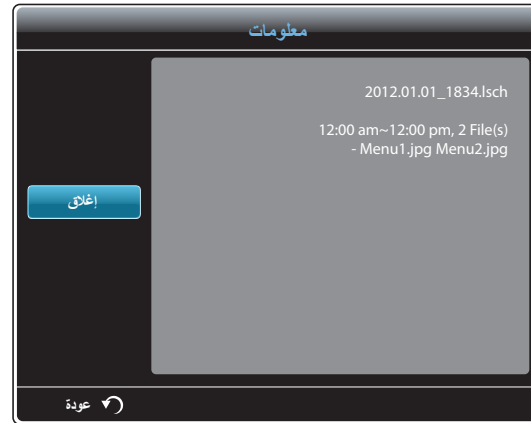 معلومات
2012.01.01_1834.lsch
12:00 am~12:00 pm, 2 File(s)
- Menu1.jpg Menu2.jpg
إغلاق
عودة